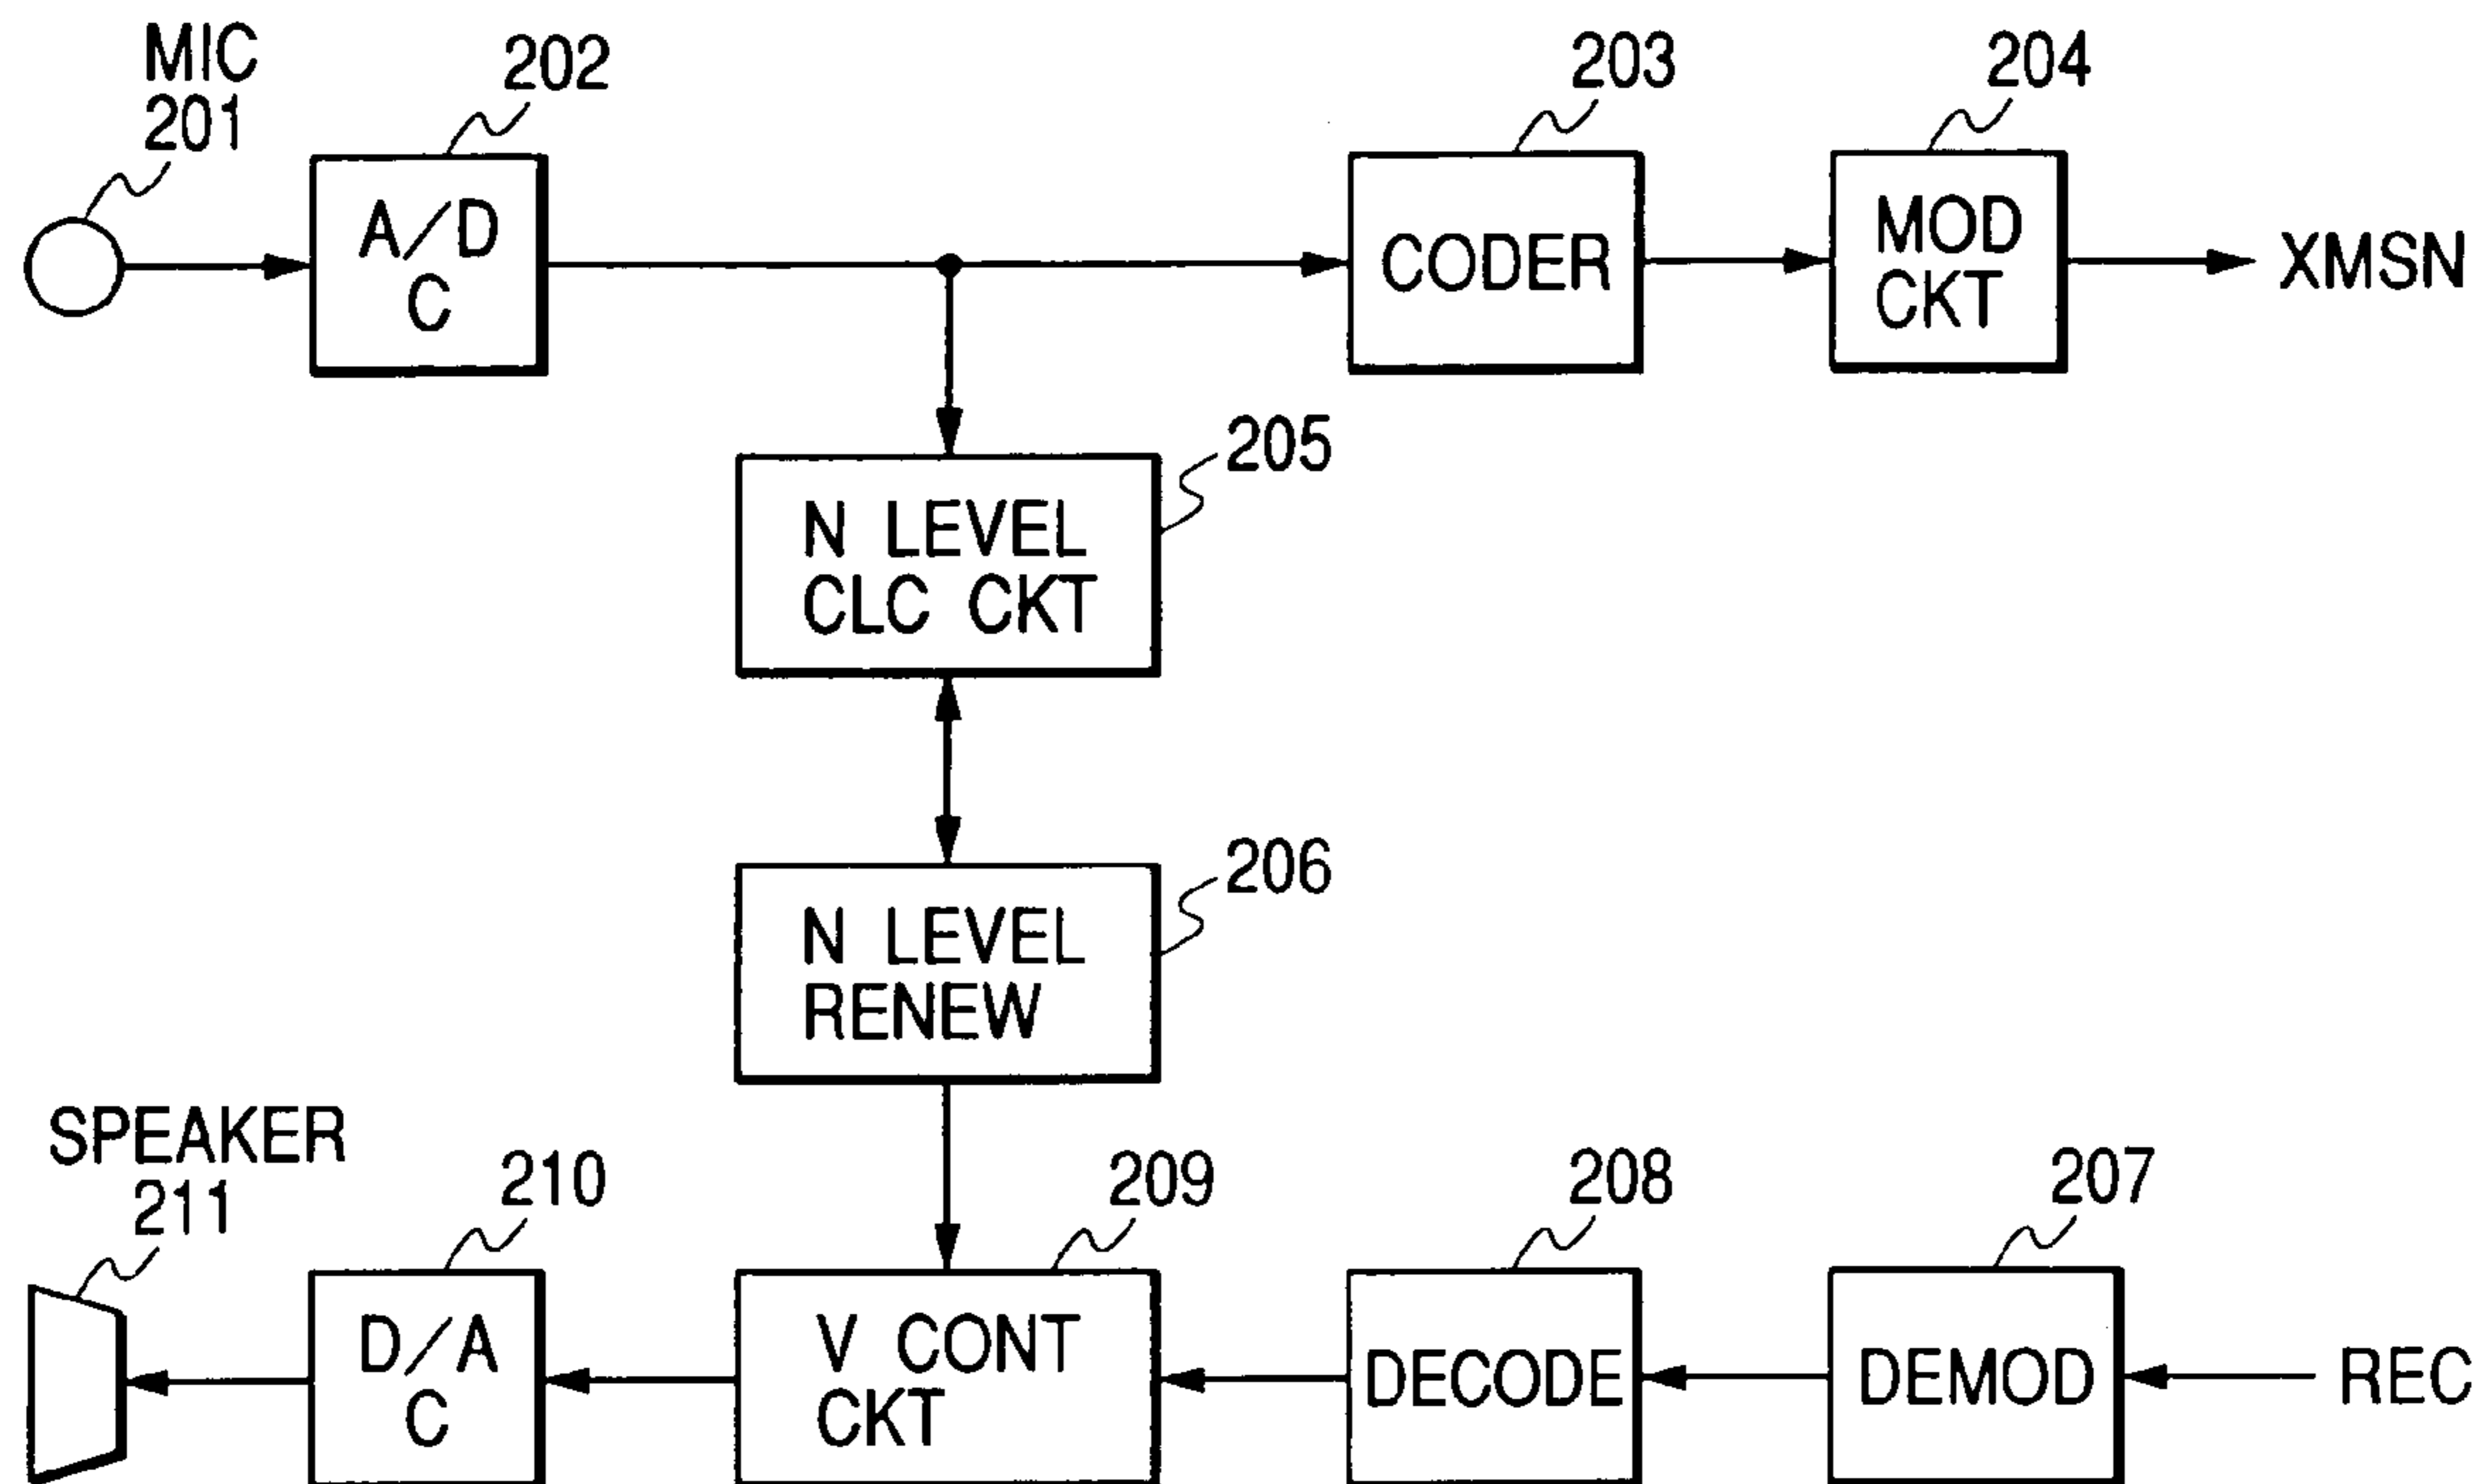 MIC
201
202
203
204
A/D
C
CODER
MOD
CKT
XMSN
205
N LEVEL
CLC CKT
206
N LEVEL
RENEW
SPEAKER
211
210
209
208
207
D/A
C
V CONT
CKT
DECODE
DEMOD
REC